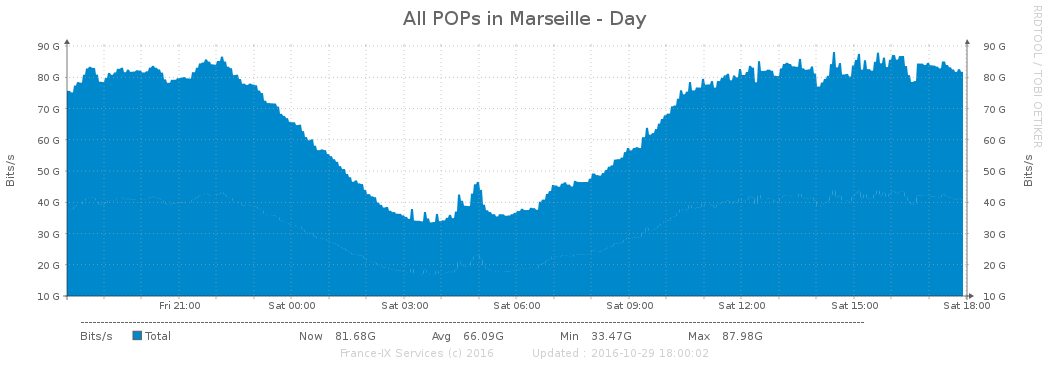 All POPs in Marseille - Day
RRDTOOL / TOBI OETIKER
Bits/s
90 G 90 G
80 G 80 G
70 G 70 G
60 G 60 G
50 G 50 G
40 G 40 G
30 G 30 G
20 G 20 G
10 G 10 G
Bits/s
Fri 21:00 Sat 00:00 Sat 03:00 Sat 06:00 Sat 09:00 Sat 12:00 Sat 15:00 Sat 18:00
Bits/s Total Now 81.68G Avg 66.09G Min 33.47G Max 87.98G
France-IX Services (c) 2016 Updated : 2016-10-29 18:00:02